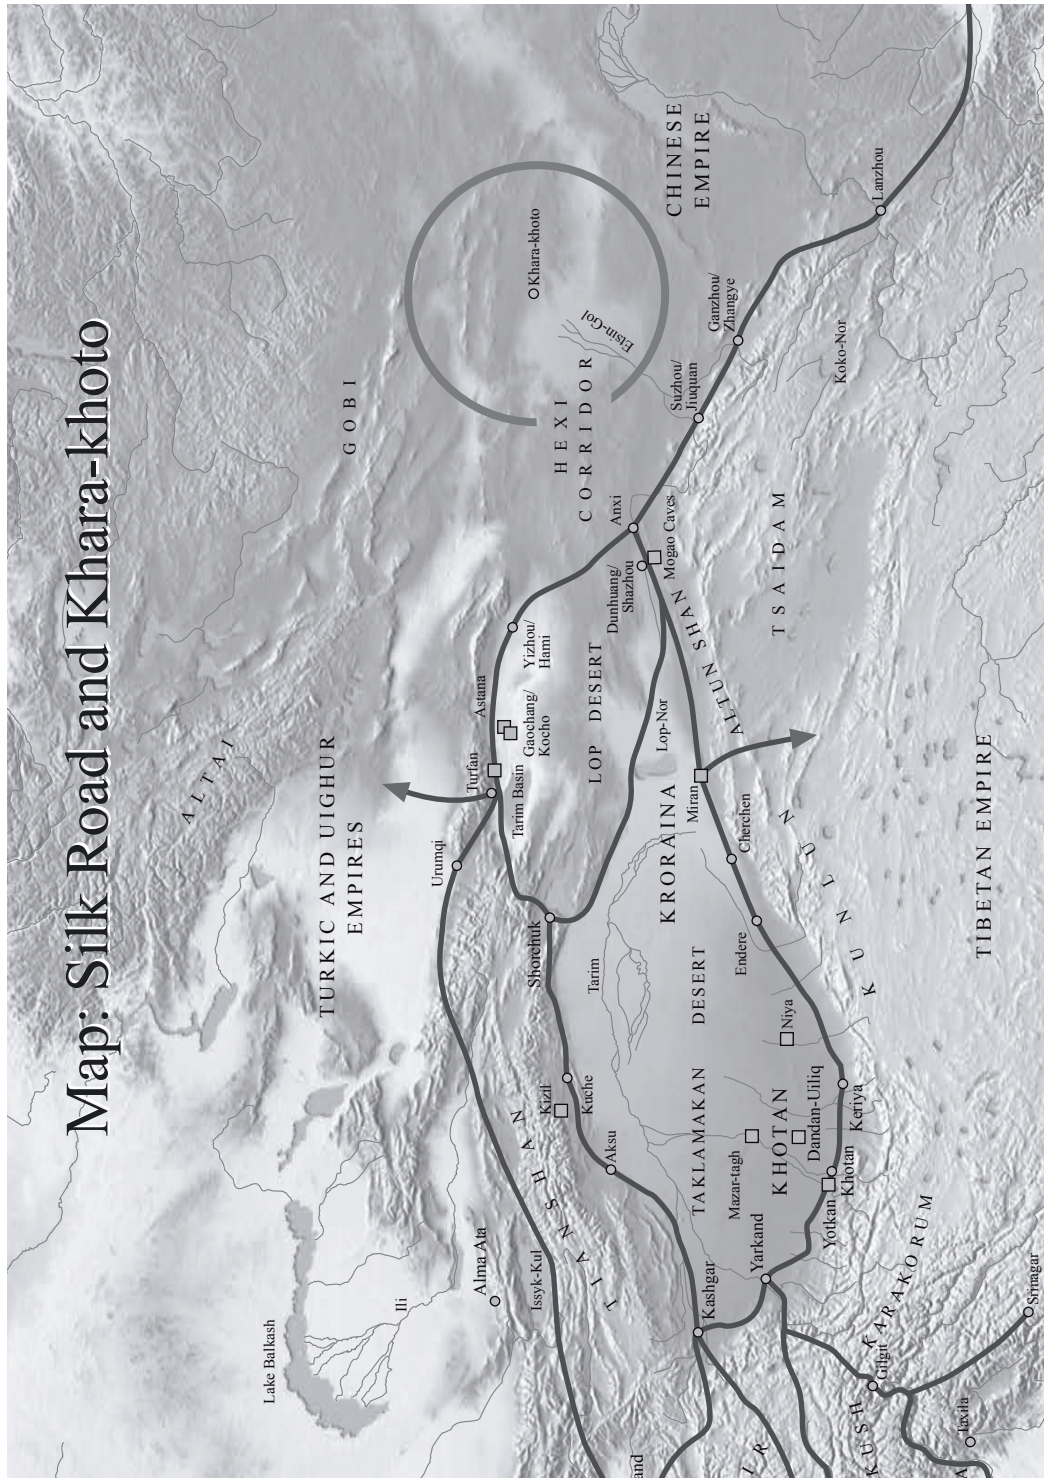 Map: Silk Road and Khara-khoto
Lake Balkash
Ili
Alma Ata
Issyk-Kul
ALTAI
TURKIC AND UIGHUR
EMPIRES
GOBI
Urumqi
Turfan
Tarim Basin
Astana
Gaochang/
Kocho
Yizhou/
Hami
HEXI
CORRIDOR
Khara-khoto
Etsin-Gol
CHINESE
EMPIRE
TIANSHAN
Kizil
Kuche
Aksu
Shorchuk
Tarim
LOP DESERT
Lop-Nor
Dunhuang/
Shazhou
Anxi
Mogao Caves
Suzhou/
Jiuquan
Ganzhou/
Zhangye
Lanzhou
Koko-Nor
TSAIDAM
ALTUN SHAN
KRORAINA
Miran
Cherchen
Endere
TAKLAMAKAN DESERT
Niya
Mazar-tagh
KHOTAN
Dandan-Uiliq
Keriya
Khotan
Yotkan
Yarkand
Kashgar
KUNLUN
TIBETAN EMPIRE
KARAKORUM
Gilgit
KUSH
Srinagar
Taxila
and
IR
A